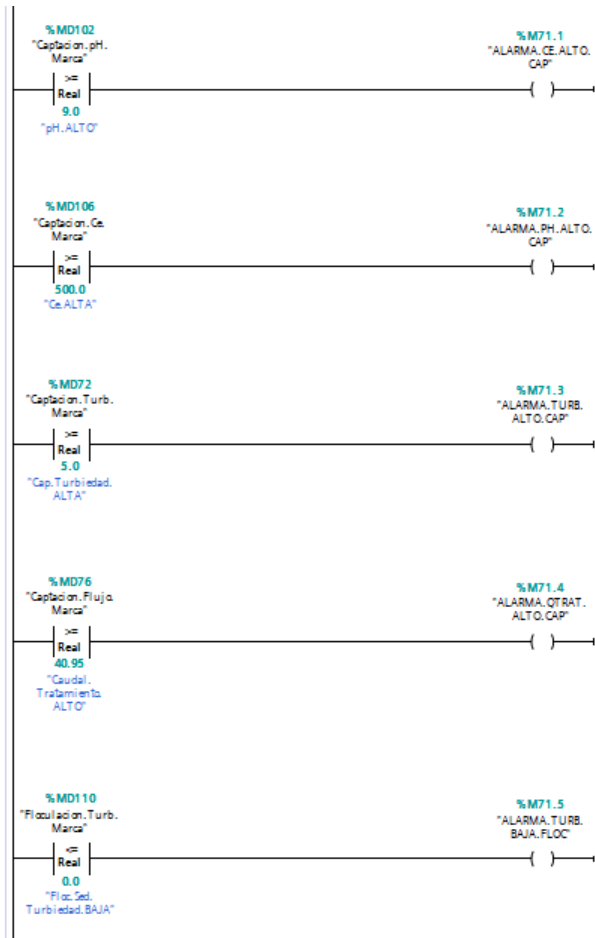 %MD102
"Captacion.pH.
Marca"
>=
Real
9.0
"pH.ALTO"
%M71.1
"ALARMA.CE.ALTO.
CAP"
%MD106
"Captacion.Ce.
Marca"
>=
Real
500.0
"Ce.ALTA"
%M71.2
"ALARMA.PH.ALTO.
CAP"
%MD72
"Captacion.Turb.
Marca"
>=
Real
5.0
"Cap.Turbiedad.
ALTA"
%M71.3
"ALARMA.TURB.
ALTO.CAP"
%MD76
"Captacion.Flujo.
Marca"
>=
Real
40.95
"Caudal.
Tratamiento.
ALTO"
%M71.4
"ALARMA.QTRAT.
ALTO.CAP"
%MD110
"Floculacion.Turb.
Marca"
<=
Real
0.0
"Floc.Sed.
Turbiedad.BAJA"
%M71.5
"ALARMA.TURB.
BAJA.FLOC"